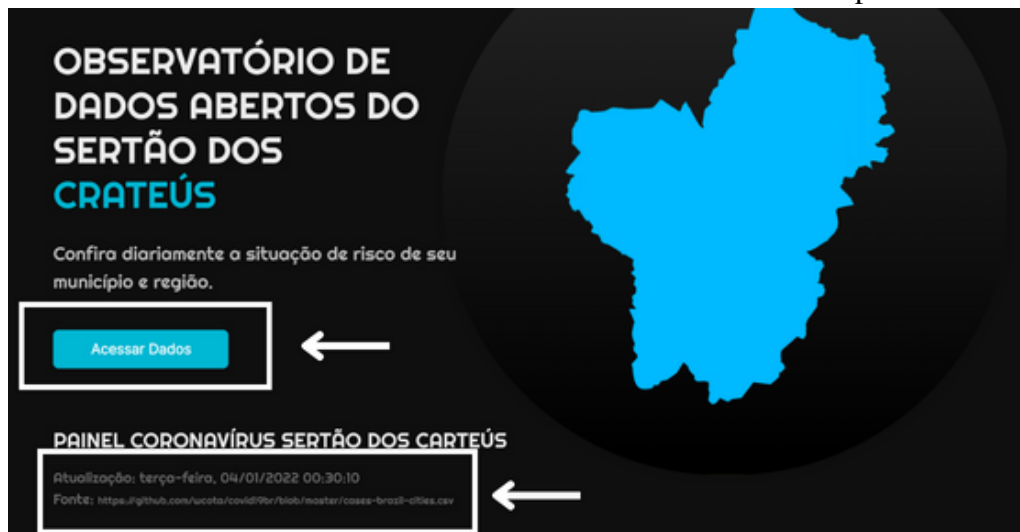 OBSERVATÓRIO DE
DADOS ABERTOS DO
SERTÃO DOS
CRATEÚS
Confira diariamente a situação de risco de seu
município e região.
Acessar Dados
PAINEL CORONAVÍRUS SERTÃO DOS CARTEÚS
Atualização: terça-feira, 04/01/2022 00:30:10
Fonte: https://github.com/wcota/covid19br/blob/master/cases-brazil-cities.csv